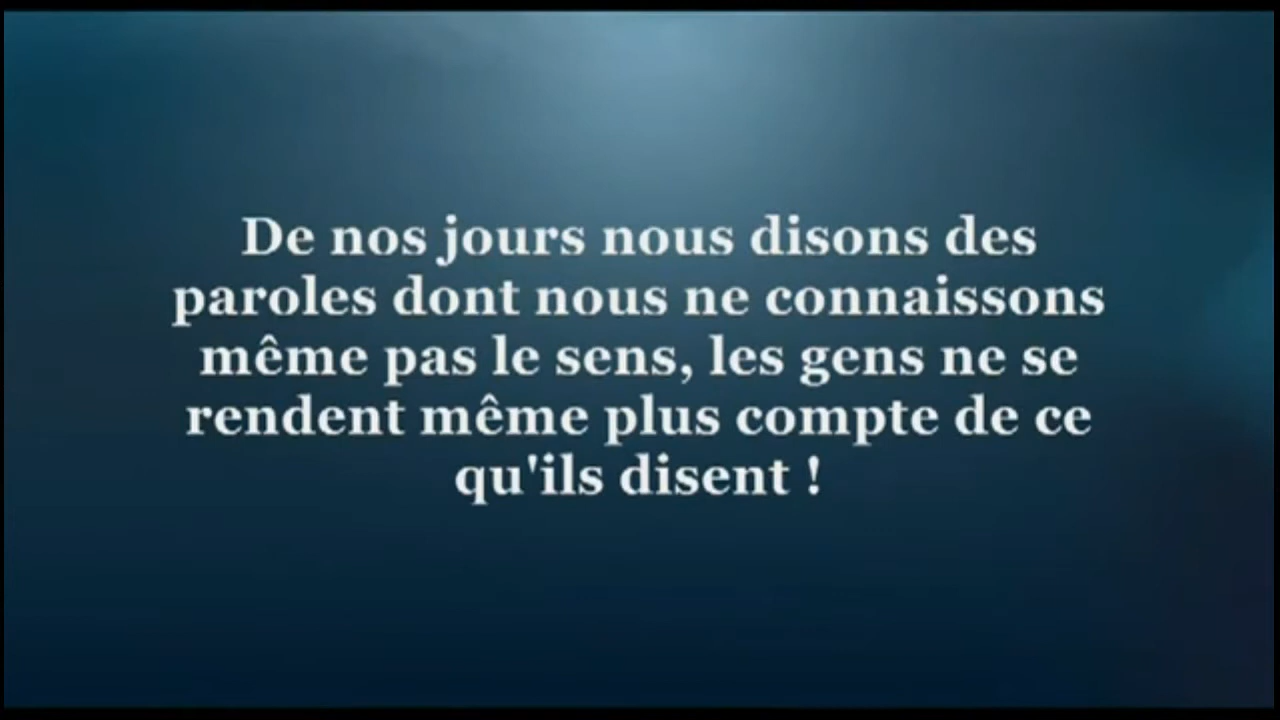 De nos jours nous disons des
paroles dont nous ne connaissons
même pas le sens, les gens ne se
rendent même plus compte de ce
qu'ils disent !